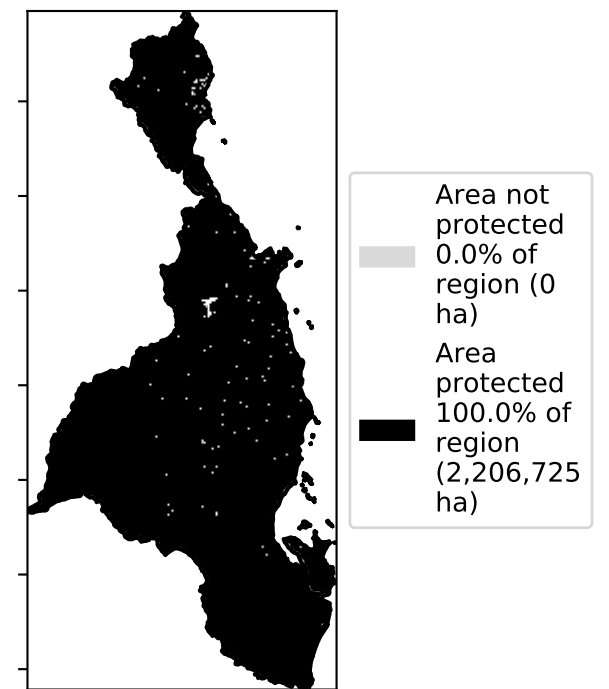 Area not
protected
0.0% of
region (0
ha)
Area
protected
100.0% of
region
(2,206,725
ha)